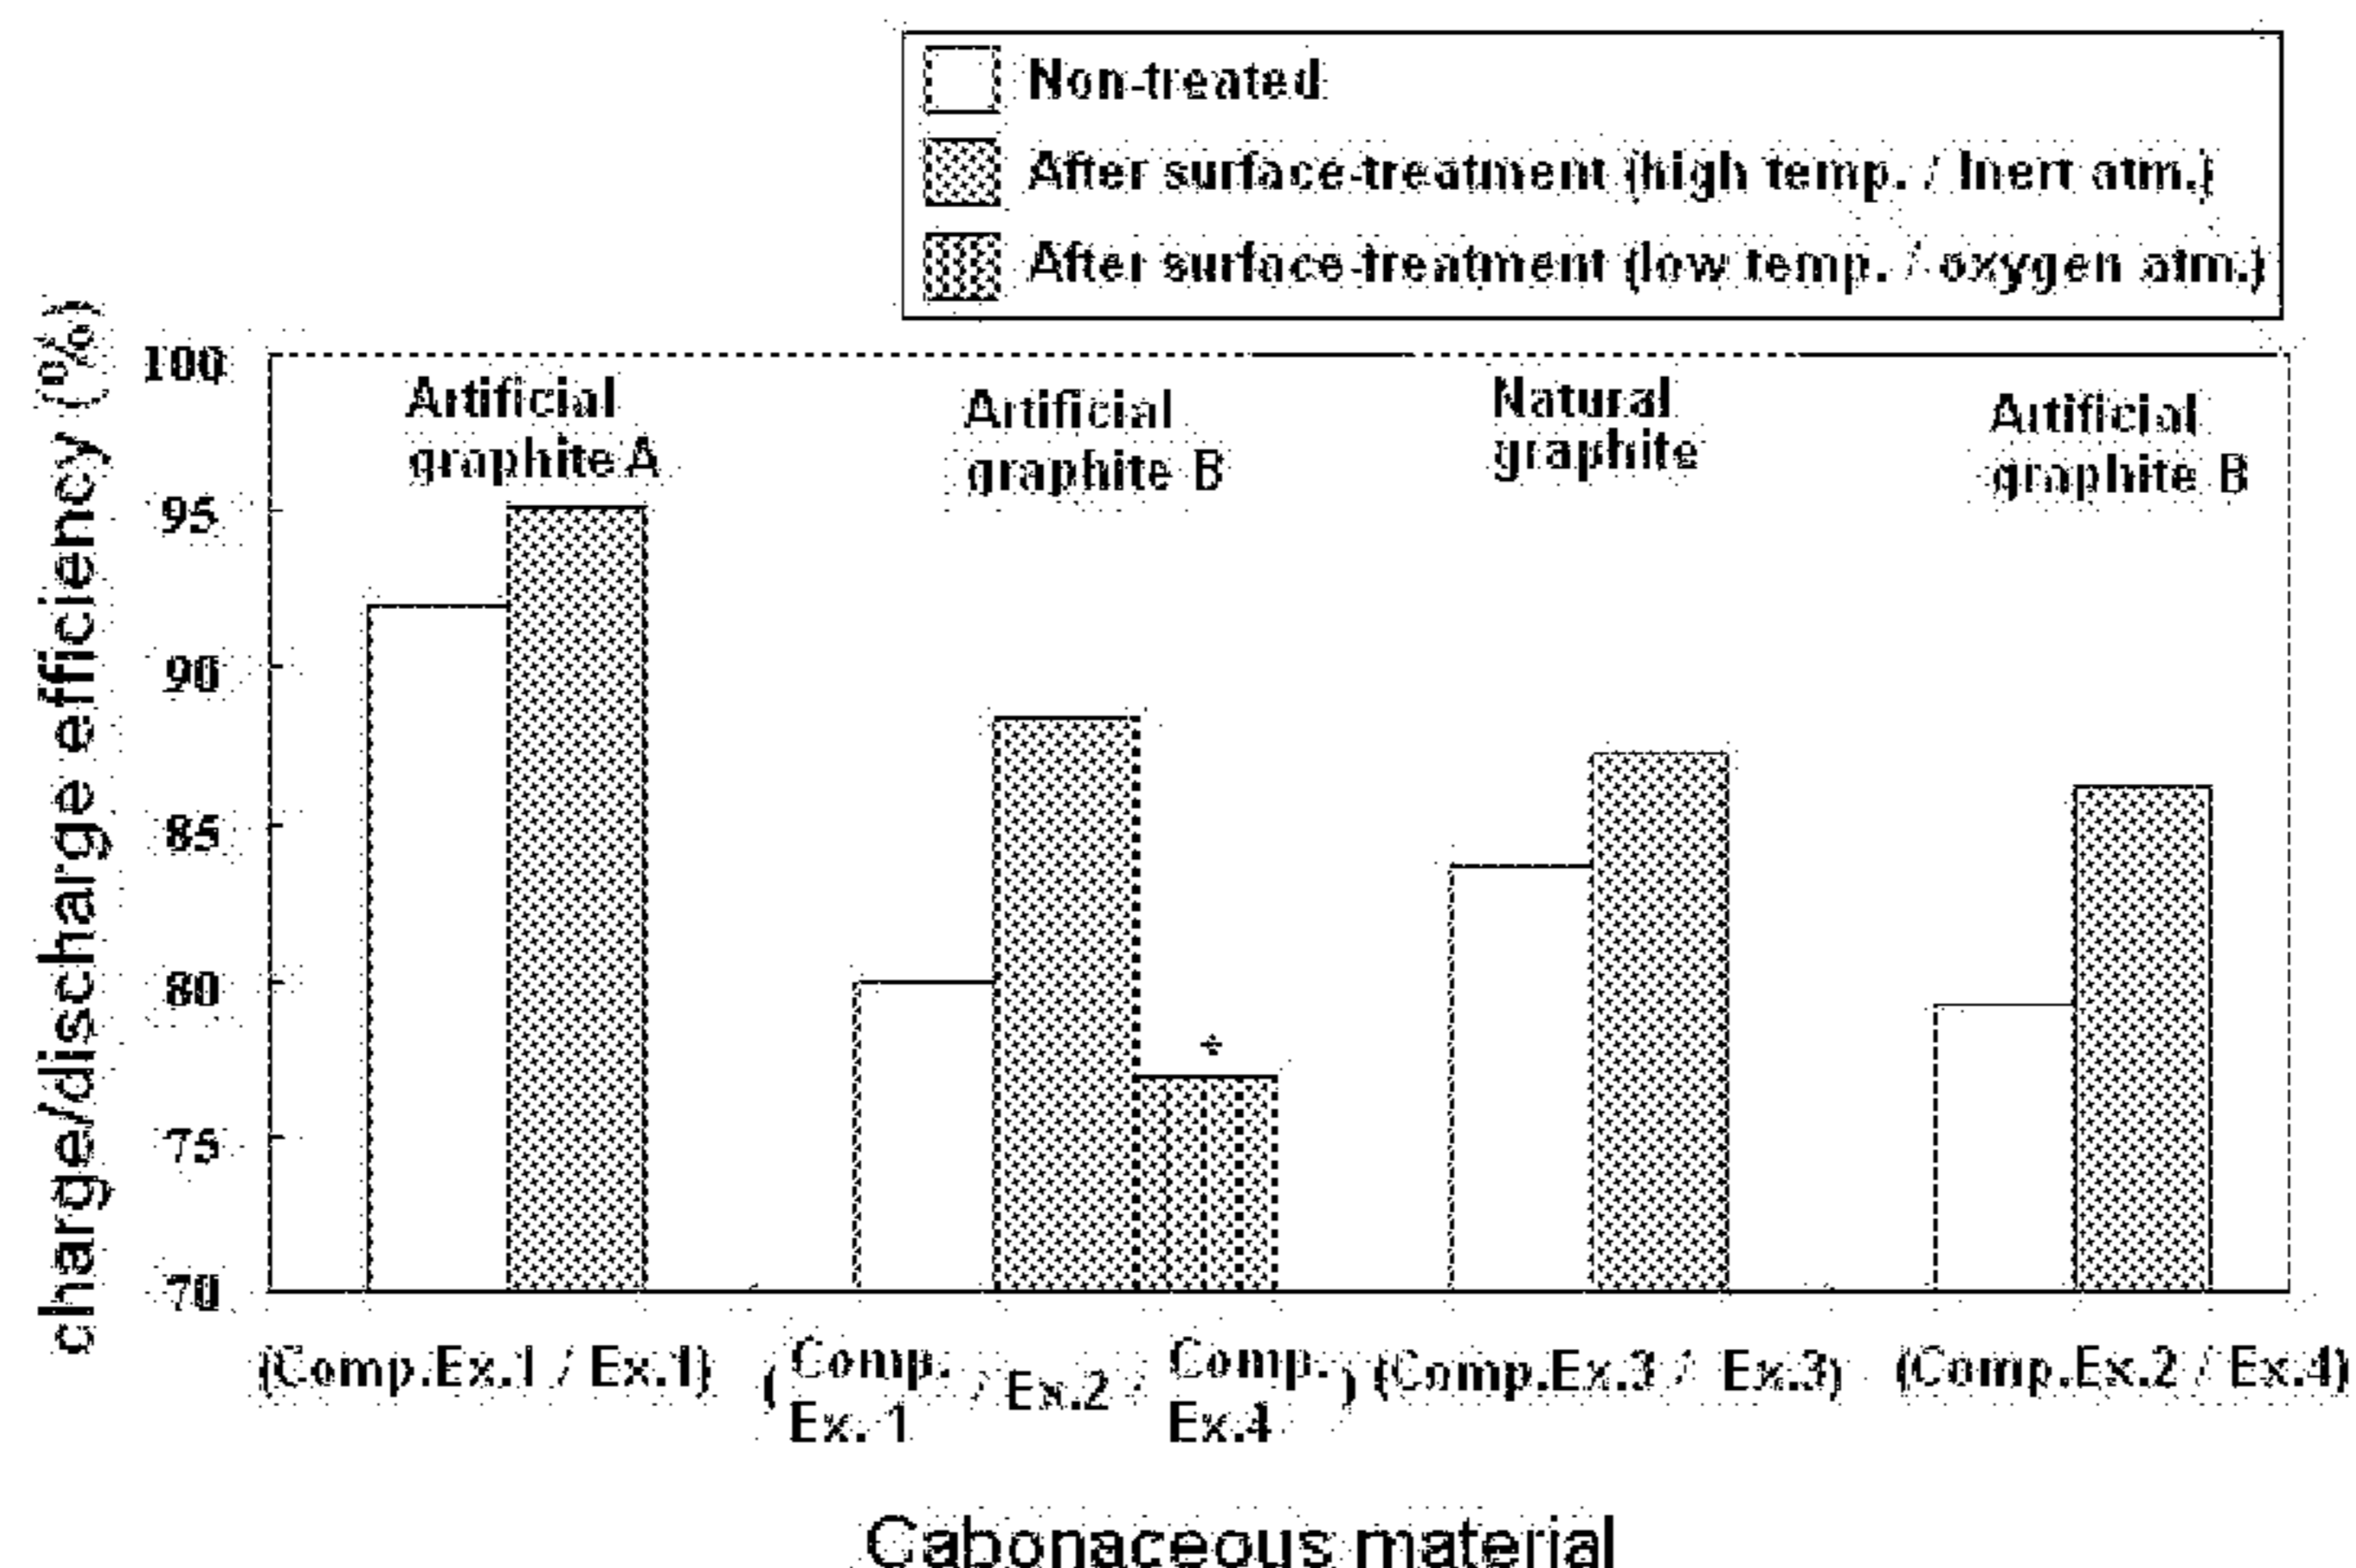 Non-treated
After surface-treatment (high temp. / Inert atm.)
After surface-treatment (low temp. / oxygen atm.)
charge/discharge efficiency (%)
100
95
90
85
80
75
70
Artificial
graphite A
Artificial
graphite B
Natural
graphite
Artificial
graphite B
(Comp.Ex.1 / Ex.1)
( Comp. Ex. 1 / Ex.2 / Comp. Ex.4 )
(Comp.Ex.3 / Ex.3)
(Comp.Ex.2 / Ex.4)
Cabonaceous material